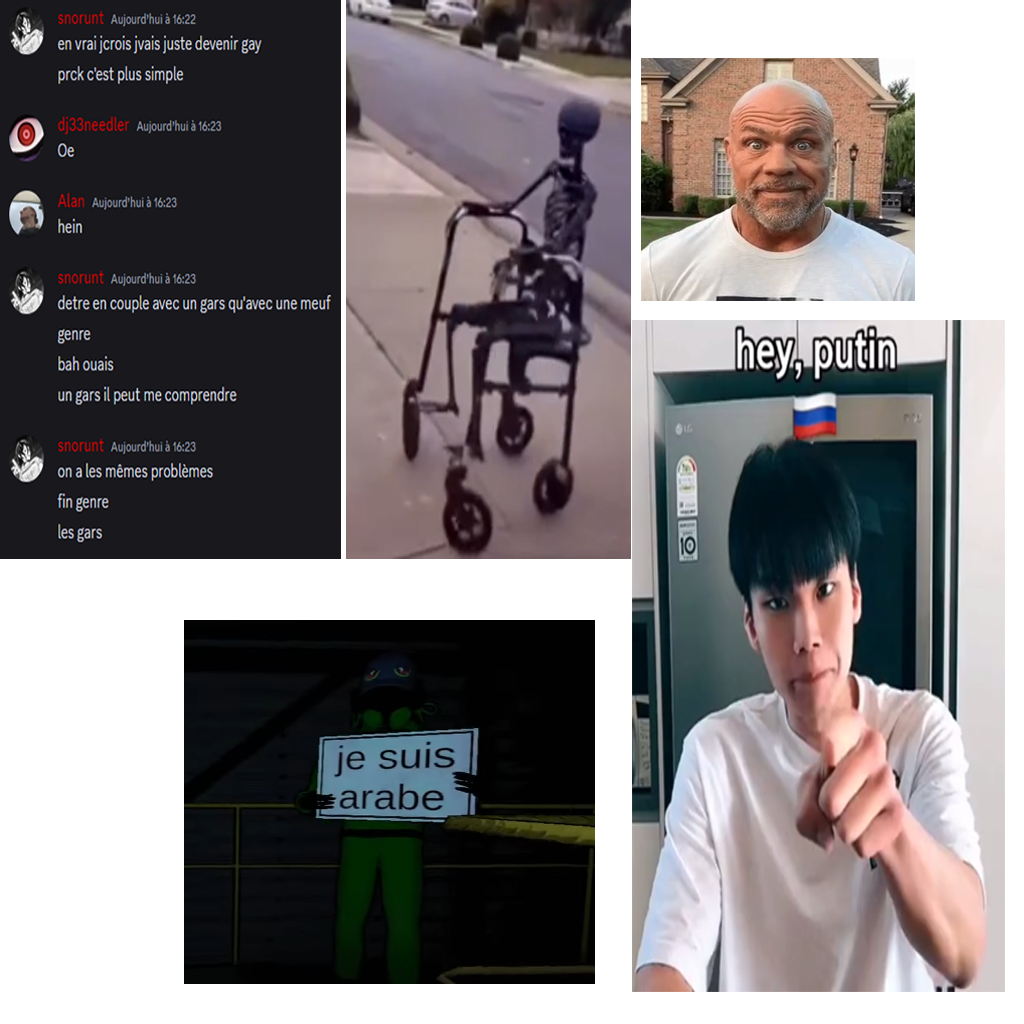 snorunt Aujourd'hui à 16:22
en vrai jcrois jvais juste devenir gay
prck c'est plus simple
dj33needler Aujourd'hui à 16:23
Oe
Alan Aujourd'hui à 16:23
hein
snorunt Aujourd'hui à 16:23
detre en couple avec un gars qu'avec une meuf
genre
bah ouais
un gars il peut me comprendre
snorunt Aujourd'hui à 16:23
on a les mêmes problèmes
fin genre
les gars
hey, putin
LG
10
je suis
arabe